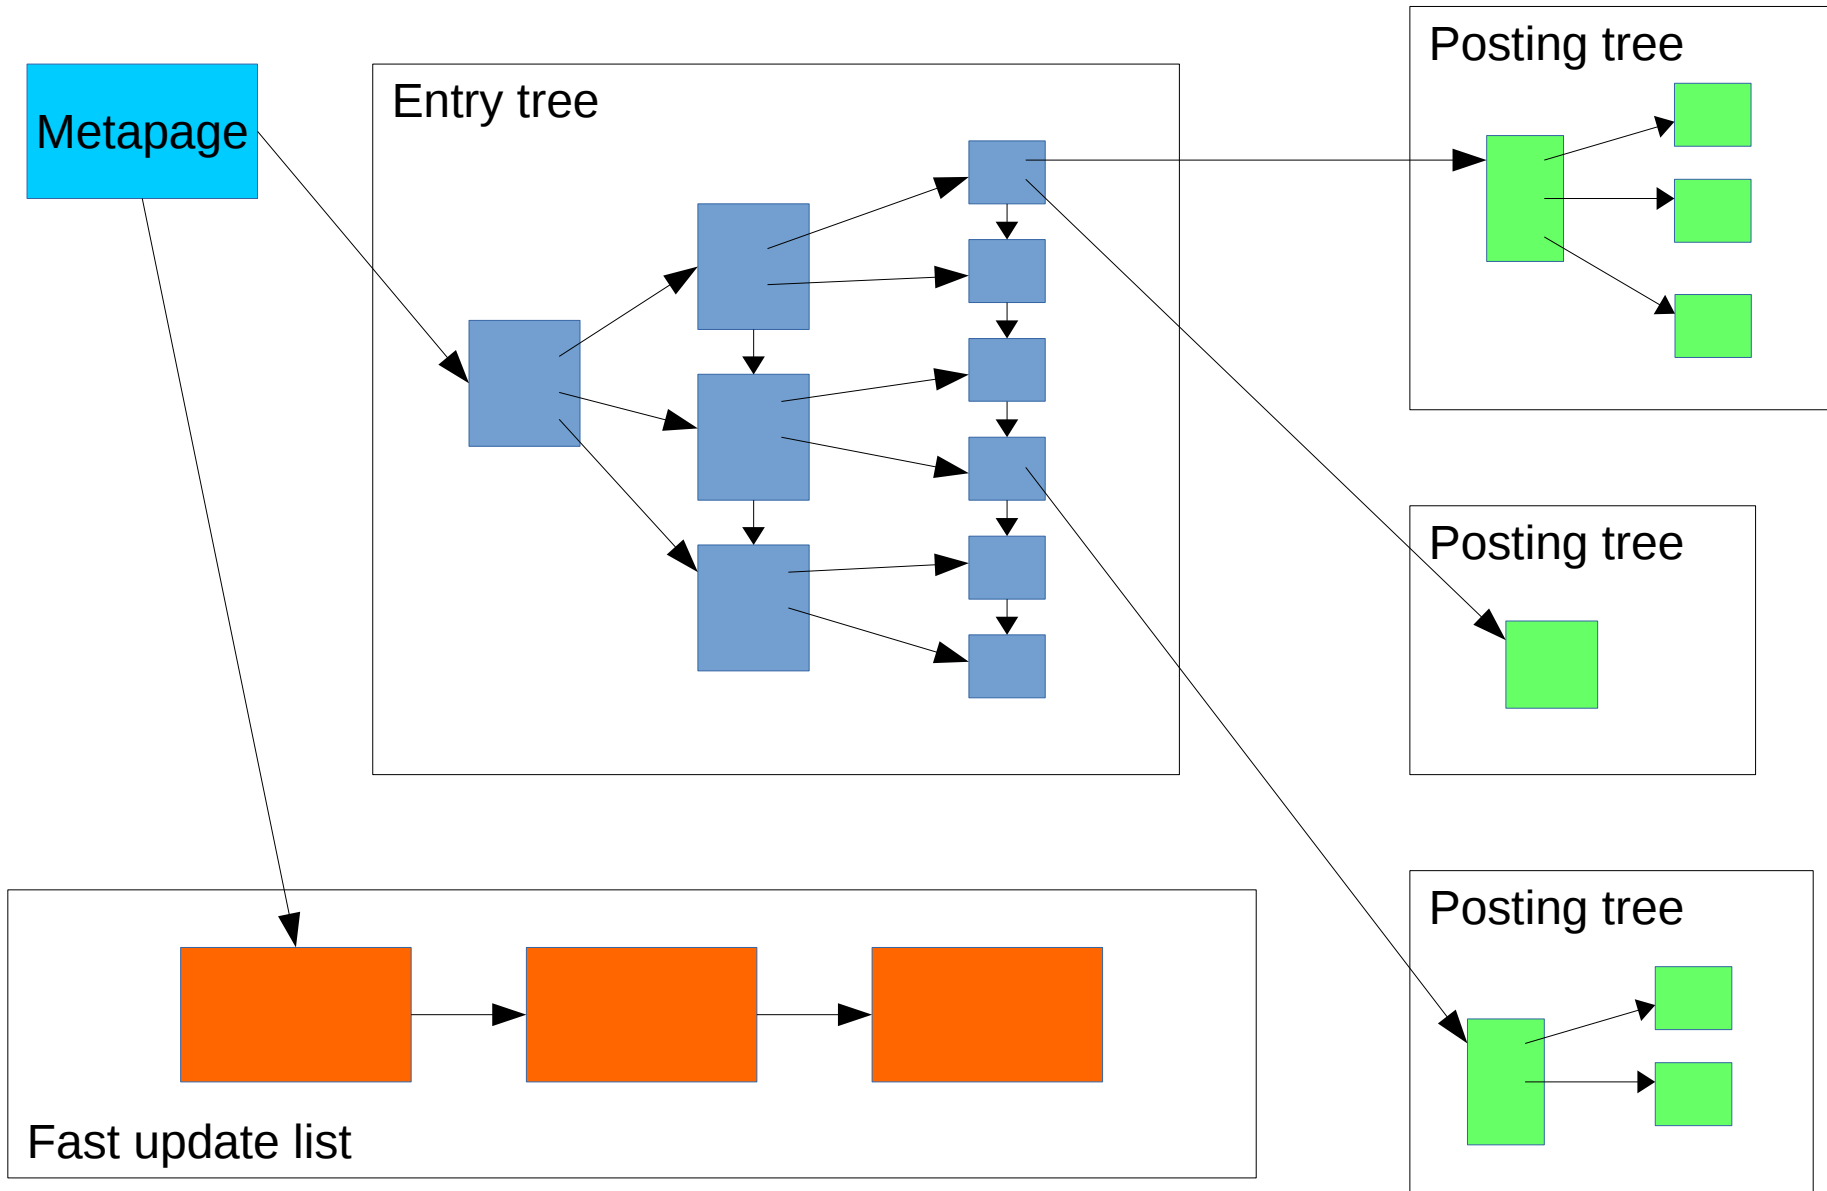 Metapage
Entry tree
Posting tree
Posting tree
Posting tree
Fast update list